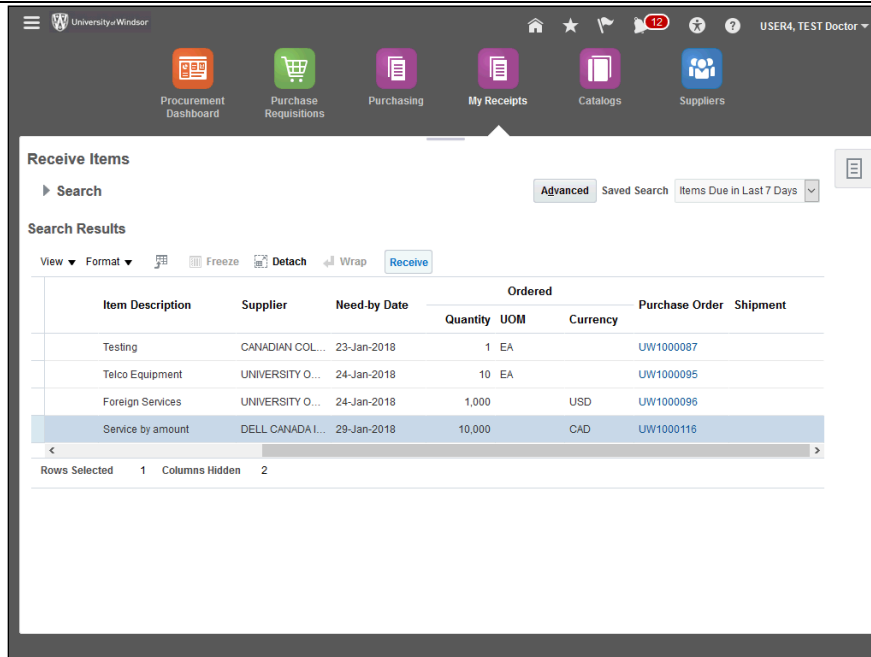 University of Windsor
12
USER4, TEST Doctor
Procurement Dashboard
Purchase Requisitions
Purchasing
My Receipts
Catalogs
Suppliers
Receive Items
Search
Advanced Saved Search Items Due in Last 7 Days
Search Results
View Format Freeze Detach Wrap Receive
Ordered
Item Description Supplier Need-by Date Quantity UOM Currency Purchase Order Shipment
Testing CANADIAN COL... 23-Jan-2018 1 EA UW1000087
Telco Equipment UNIVERSITY O... 24-Jan-2018 10 EA UW1000095
Foreign Services UNIVERSITY O... 24-Jan-2018 1,000 USD UW1000096
Service by amount DELL CANADA I... 29-Jan-2018 10,000 CAD UW1000116
Rows Selected 1 Columns Hidden 2